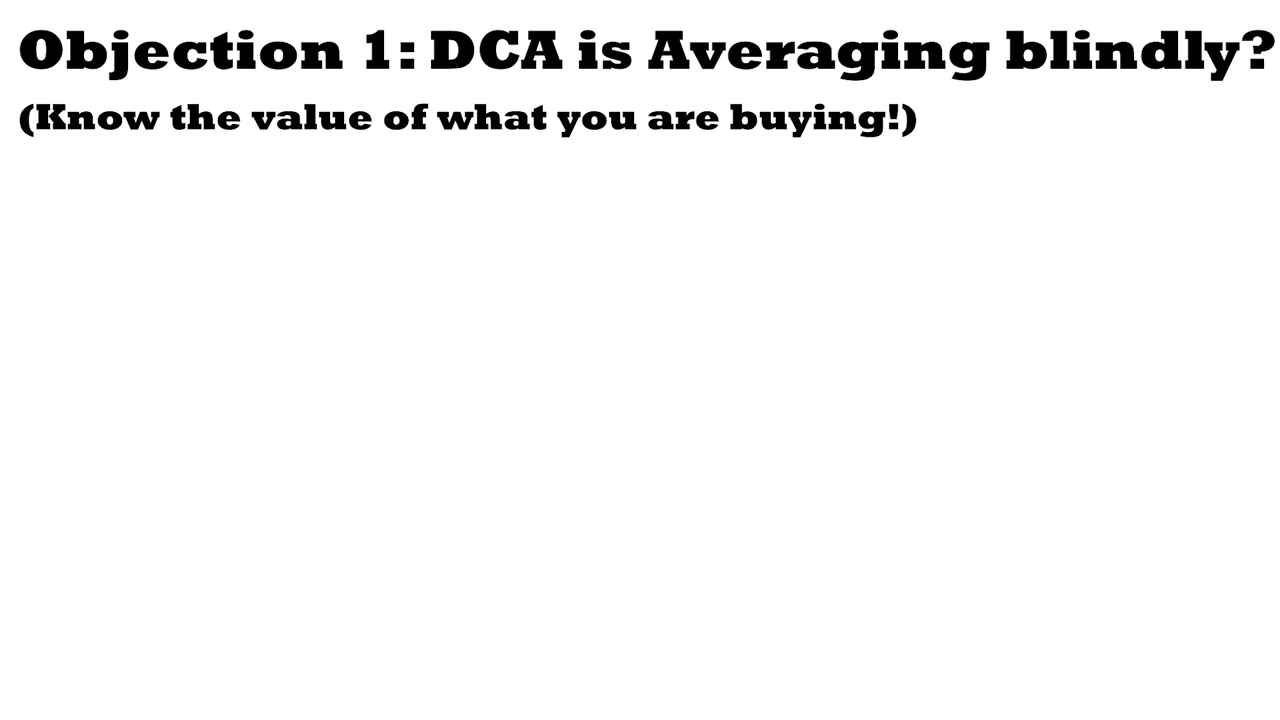 Objection 1: DCA is Averaging blindly?
(Know the value of what you are buying!)